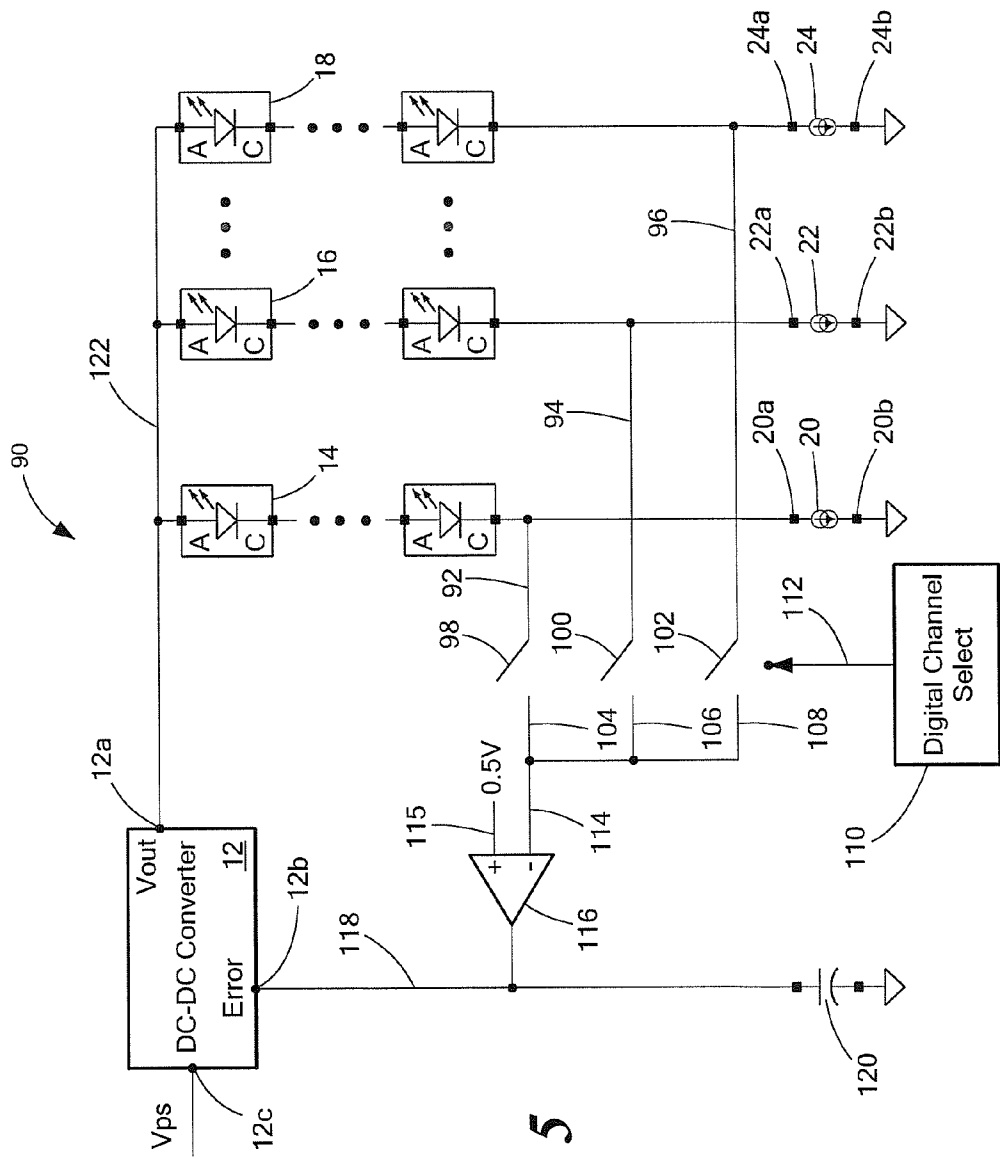 90
122
12a
Vps
Vout
DC-DC Converter
12
Error
12c
12b
118
A
C
14
A
C
16
A
C
18
A
C
A
C
A
C
115
0.5V
+
-
114
116
92
98
94
100
96
102
104
106
108
110
Digital Channel
Select
112
120
20a
20
20b
22a
22
22b
24a
24
24b
5